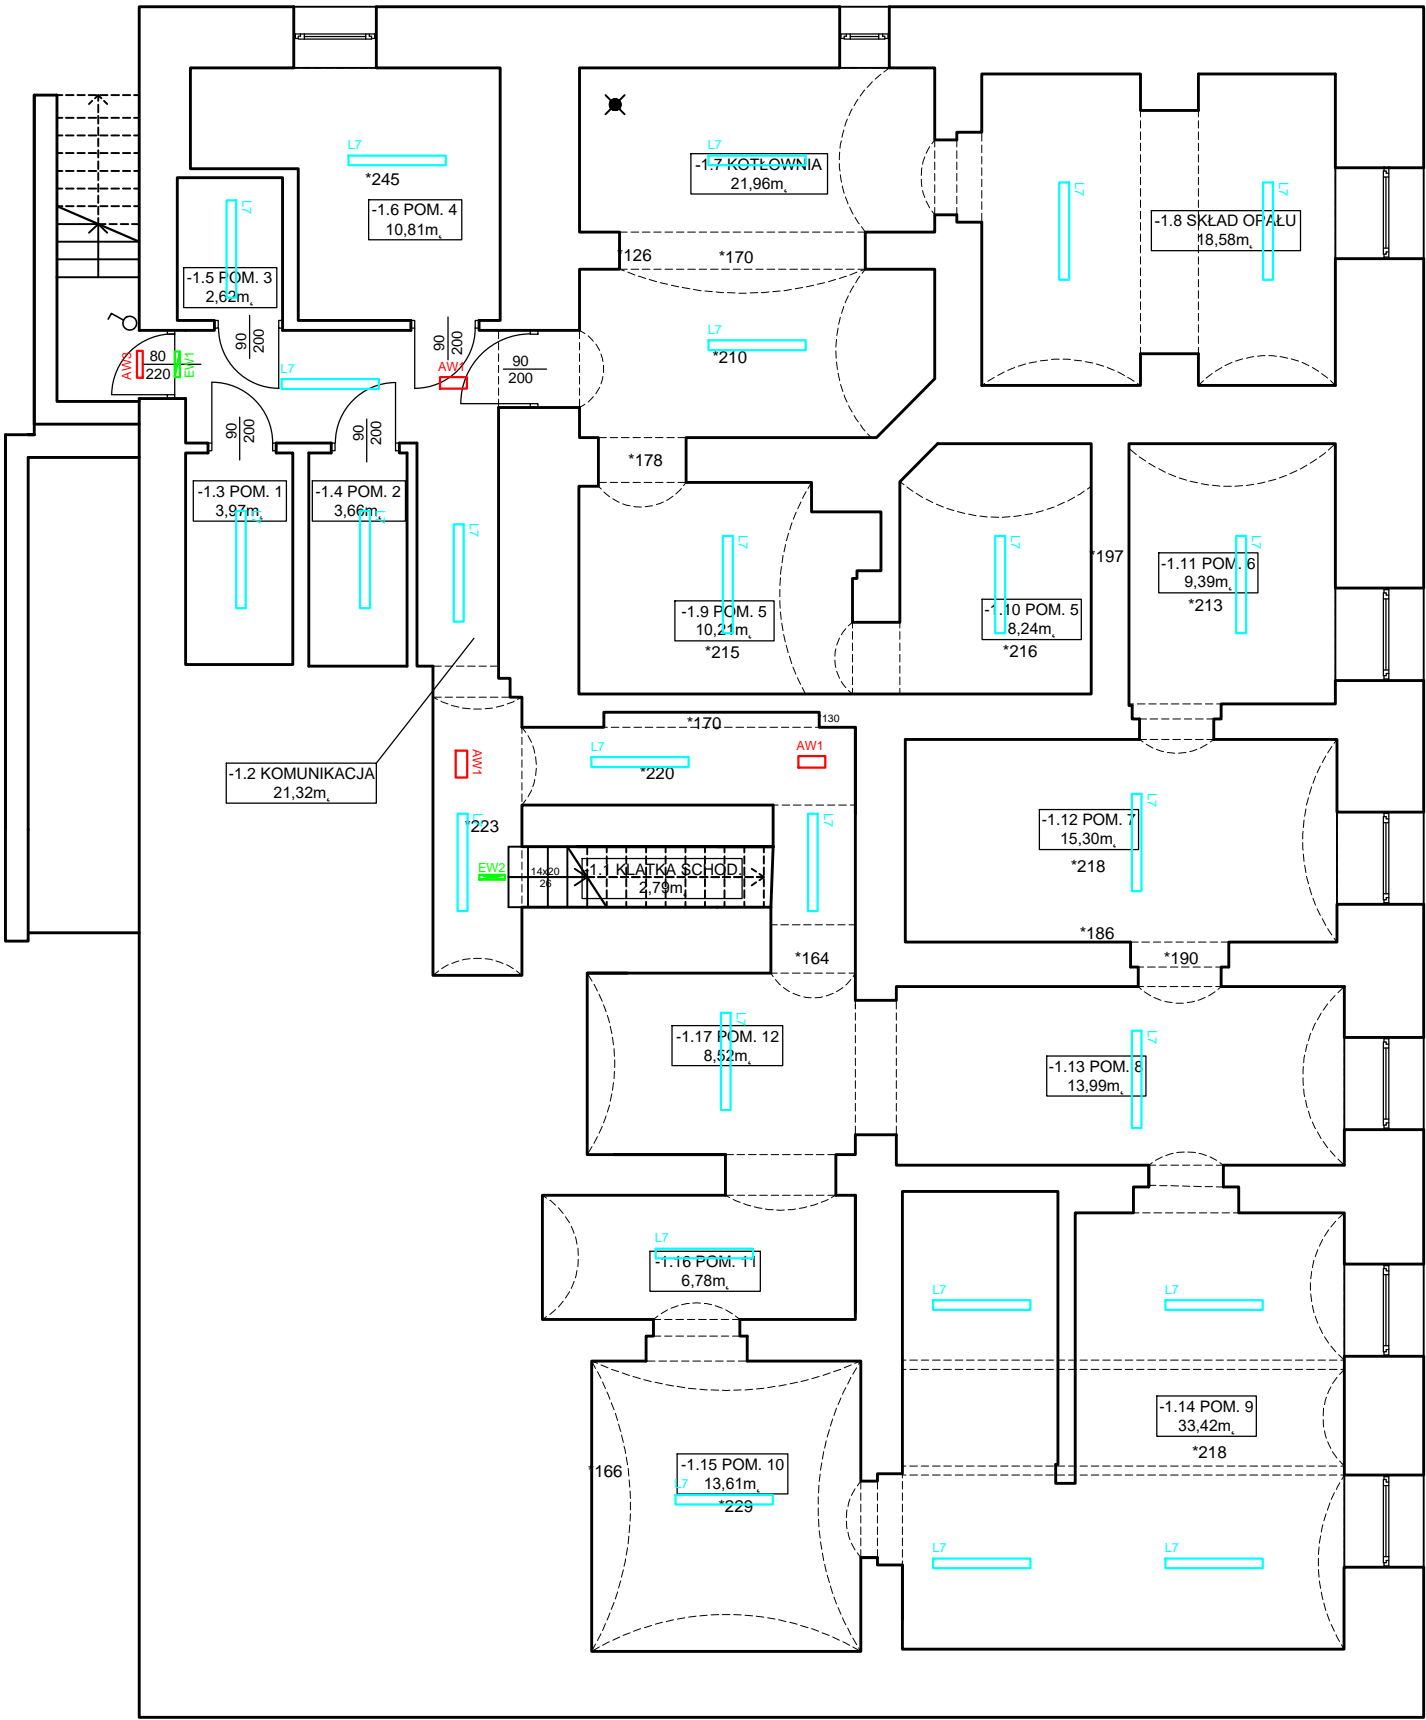 L7
*245
-1.6 POM. 4
10,81m
L7
-1.7 KOTŁOWNIA
21,96m
L7
-1.5 POM. 3
2,62m
L7
L7
-1.8 SKŁAD OPAŁU
18,58m
*126
*170
L7
*210
90
200
90
200
90
200
AW3
80
220
EW1
L7
AW1
90
200
90
200
*178
-1.3 POM. 1
3,97m
L7
-1.4 POM. 2
3,66m
L7
L7
L7
-1.9 POM. 5
10,21m
*215
L7
-1.10 POM. 5
8,24m
*216
*197
L7
-1.11 POM. 6
9,39m
*213
-1.2 KOMUNIKACJA
21,32m
*170
130
AW1
L7
*220
AW1
L7
*223
EW2
14x20
26
-1.1 KLATKA SCHOD.
2,79m
L7
L7
-1.12 POM. 7
15,30m
*218
*186
*190
*164
L7
-1.17 POM. 12
8,52m
L7
-1.13 POM. 8
13,99m
L7
-1.16 POM. 11
6,78m
L7
L7
-1.14 POM. 9
33,42m
*218
*166
-1.15 POM. 10
13,61m
L7
*229
L7
L7